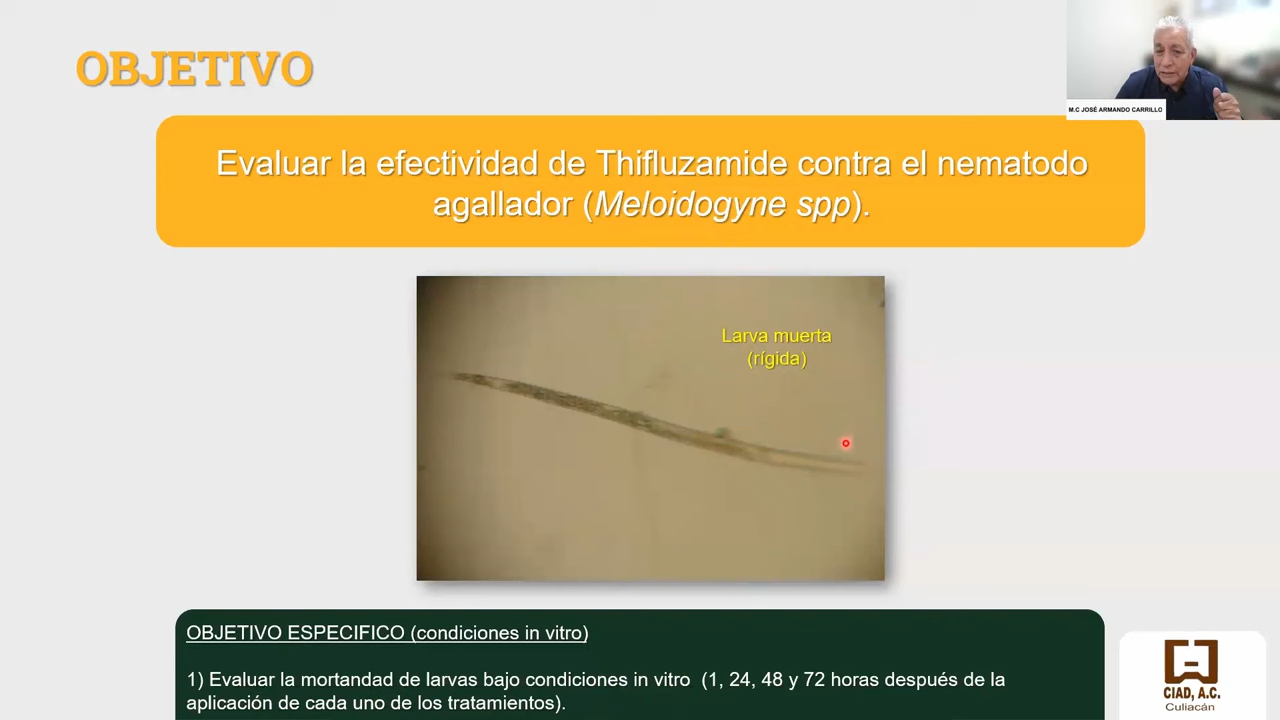 OBJETIVO
M.C JOSÉ ARMANDO CARRILLO
Evaluar la efectividad de Thifluzamide contra el nematodo
agallador (Meloidogyne spp).
Larva muerta
(rígida)
OBJETIVO ESPECIFICO (condiciones in vitro)
1) Evaluar la mortandad de larvas bajo condiciones in vitro (1, 24, 48 y 72 horas después de la
aplicación de cada uno de los tratamientos).
CIAD, A.C.
Culiacán